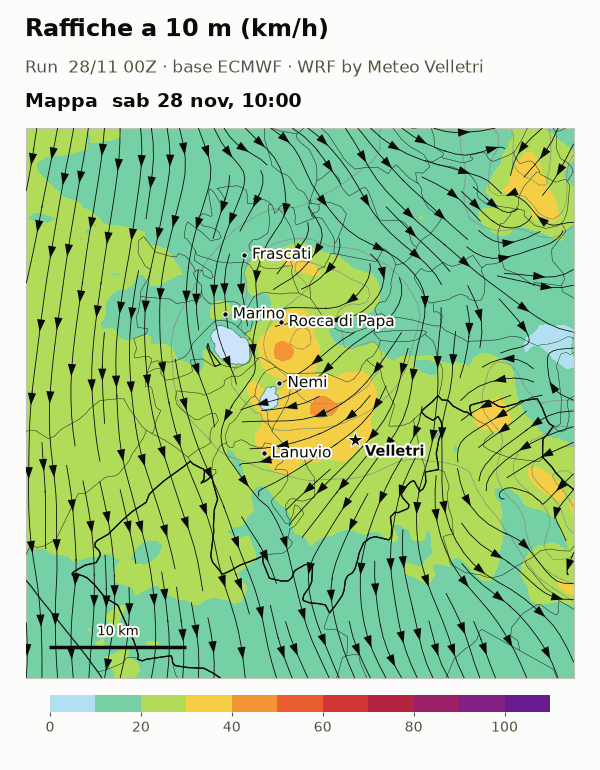 Raffiche a 10 m (km/h)
Run  28/11 00Z · base ECMWF · WRF by Meteo Velletri
Mappa  sab 28 nov, 10:00
Frascati
Marino
Rocca di Papa
Nemi
Lanuvio
Velletri
10 km
0 20 40 60 80 100